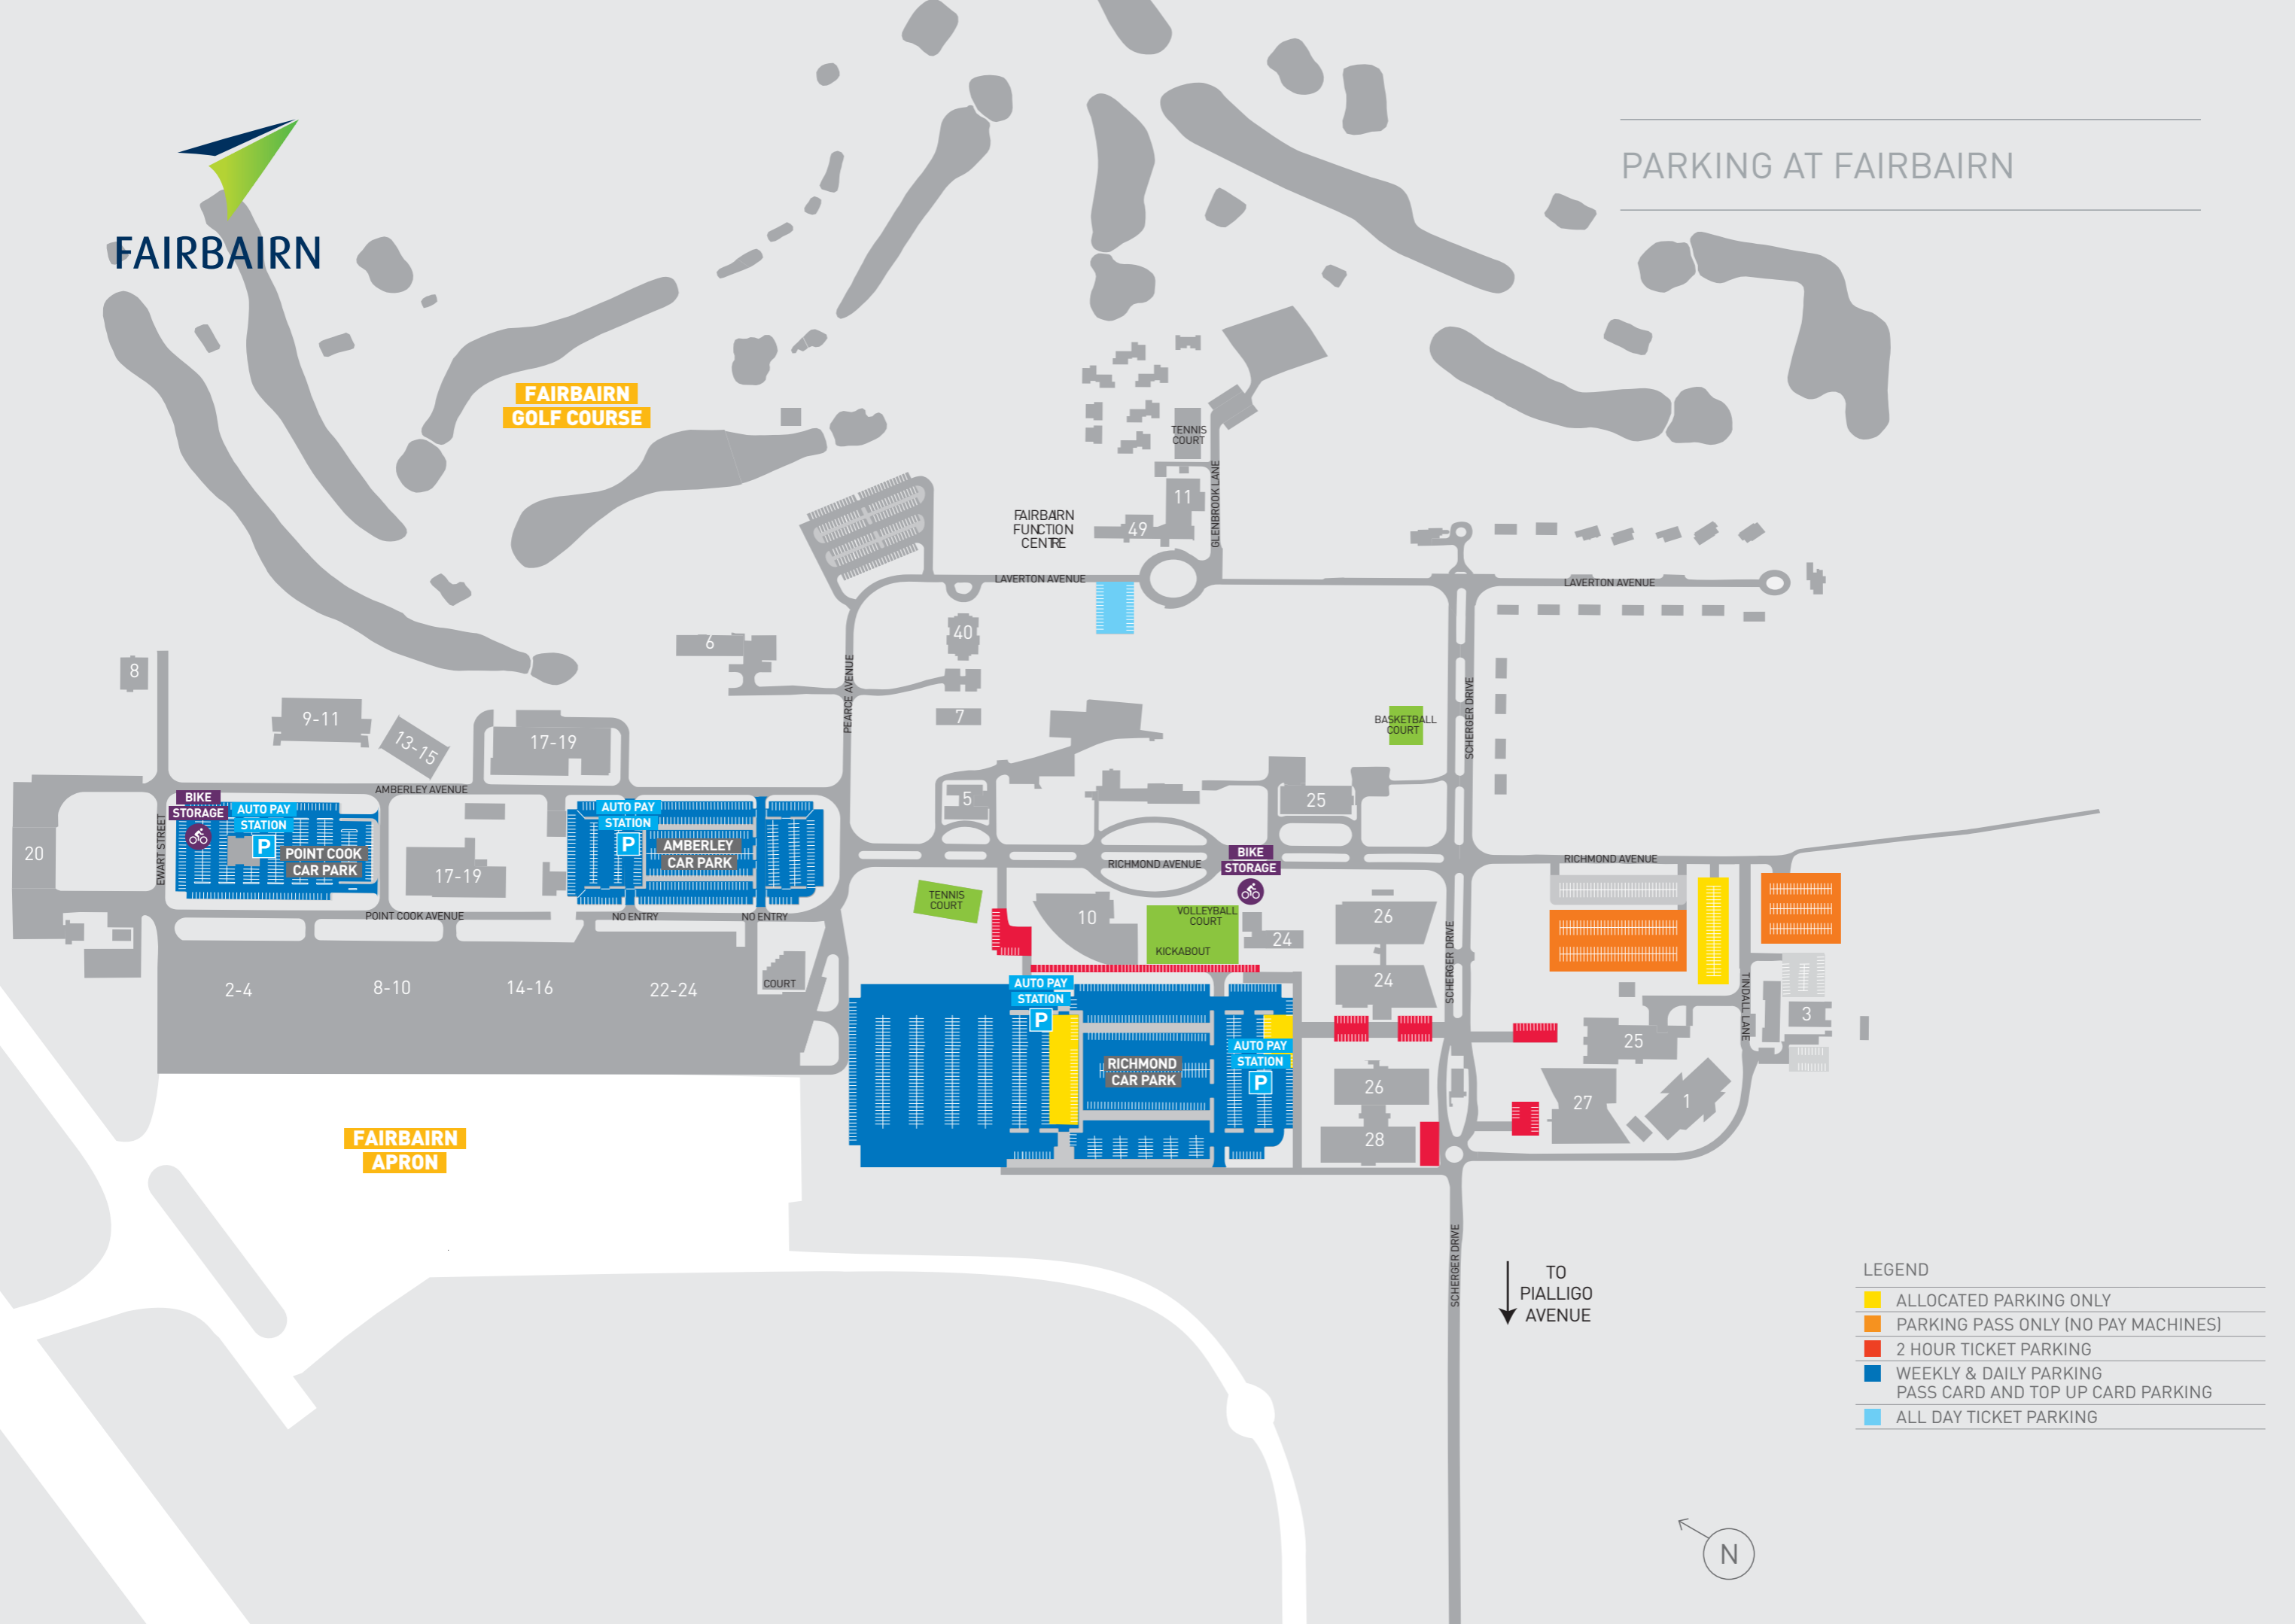 FAIRBAIRN
PARKING AT FAIRBAIRN
FAIRBAIRN
GOLF COURSE
TENNIS
COURT
GLENBROOK LANE
11
49
FAIRBAIRN
FUNCTION
CENTRE
LAVERTON AVENUE
LAVERTON AVENUE
40
6
7
8
PEARCE AVENUE
SCHERGER DRIVE
BASKETBALL
COURT
9-11
13-15
17-19
AMBERLEY AVENUE
BIKE
STORAGE
AUTO PAY
STATION
P
POINT COOK
CAR PARK
EWART STREET
20
17-19
AUTO PAY
STATION
P
AMBERLEY
CAR PARK
5
25
RICHMOND AVENUE
BIKE
STORAGE
RICHMOND AVENUE
POINT COOK AVENUE
NO ENTRY
NO ENTRY
TENNIS
COURT
10
VOLLEYBALL
COURT
KICKABOUT
24
26
24
SCHERGER DRIVE
2-4
8-10
14-16
22-24
COURT
AUTO PAY
STATION
P
RICHMOND
CAR PARK
AUTO PAY
STATION
P
26
28
25
27
1
3
TINDALL LANE
FAIRBAIRN
APRON
SCHERGER DRIVE
TO
PIALLIGO
AVENUE
LEGEND
ALLOCATED PARKING ONLY
PARKING PASS ONLY (NO PAY MACHINES)
2 HOUR TICKET PARKING
WEEKLY & DAILY PARKING
PASS CARD AND TOP UP CARD PARKING
ALL DAY TICKET PARKING
N